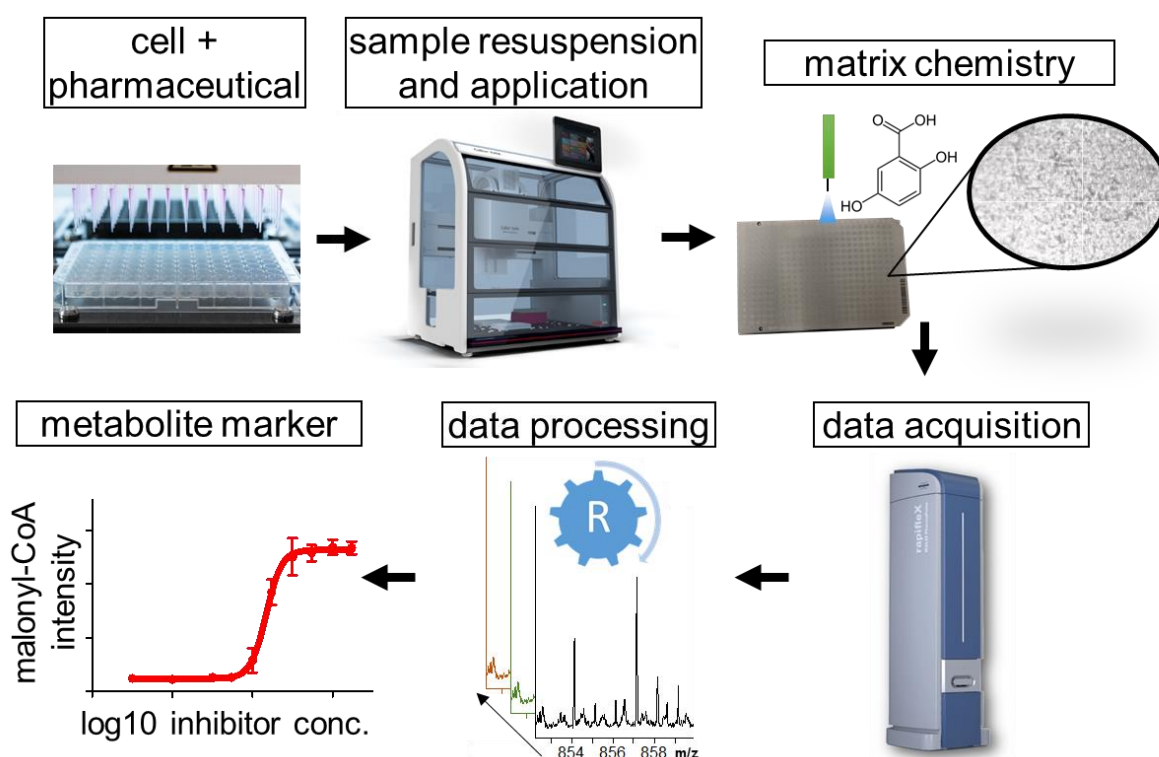 cell +
pharmaceutical
sample resuspension
and application
matrix chemistry
O
OH
OH
HO
metabolite marker
data processing
data acquisition
malonyl-CoA
intensity
log10 inhibitor conc.
R
854 856 858 m/z
rapifleX